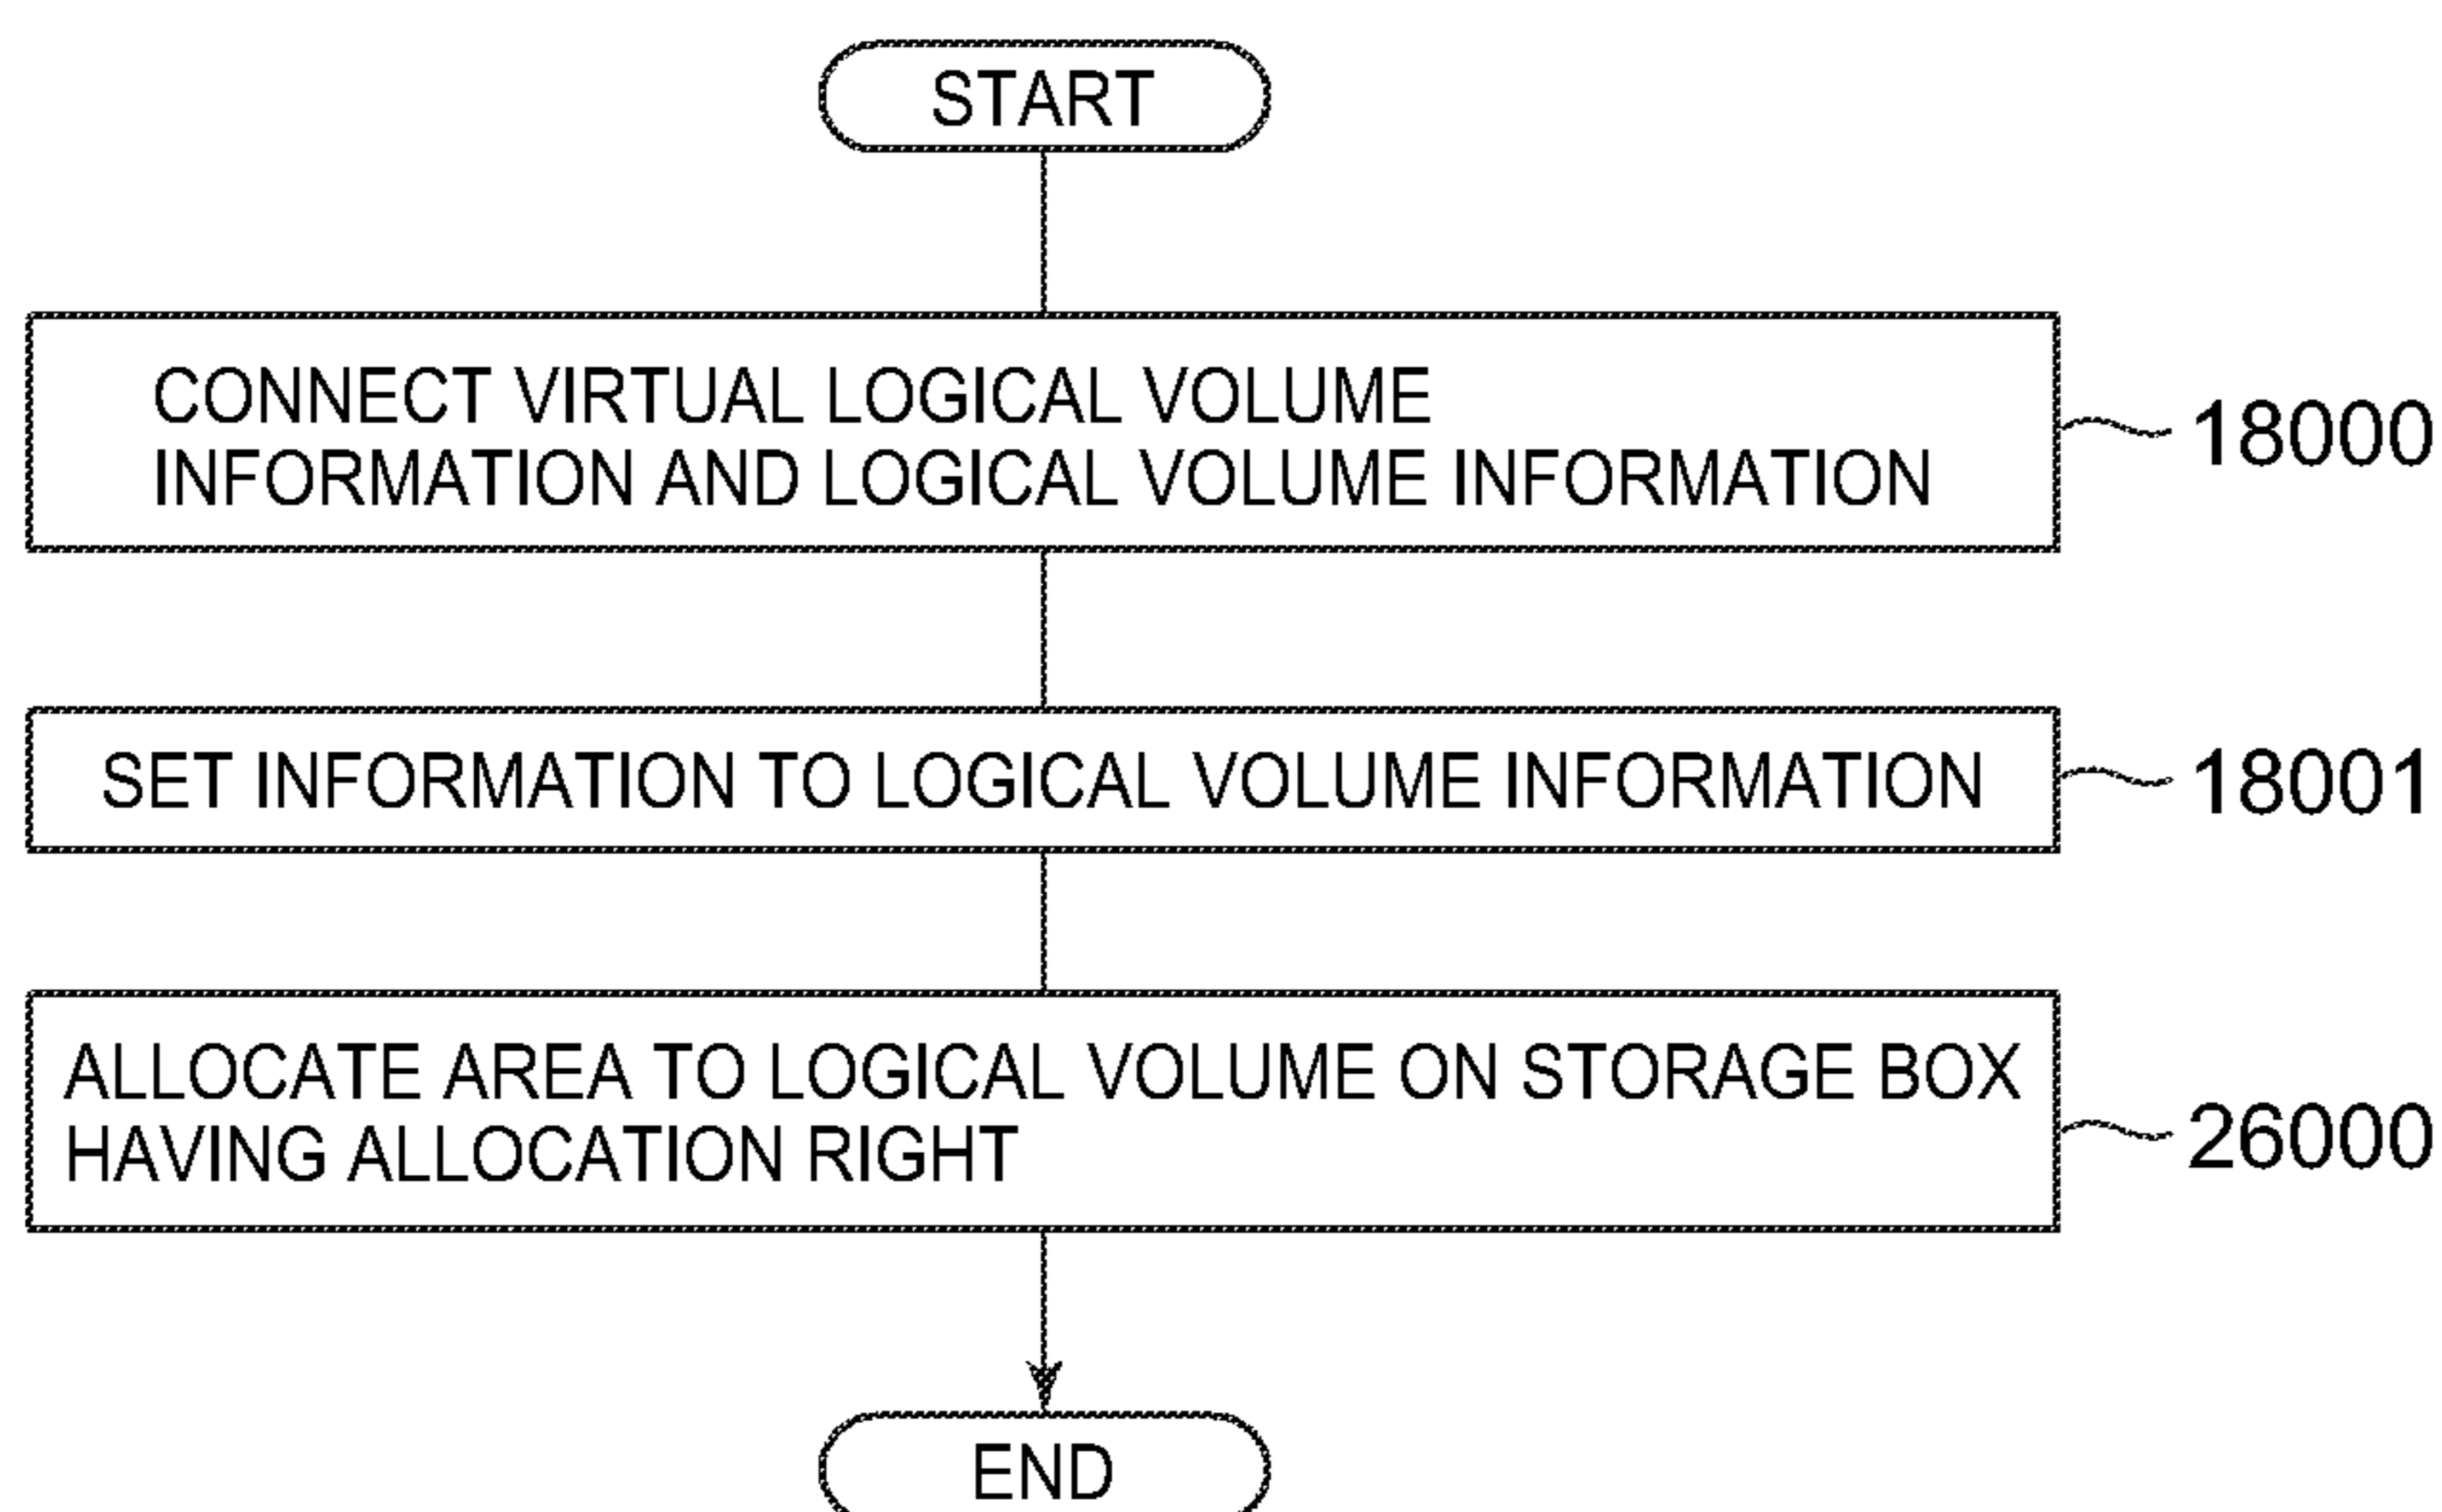 START
CONNECT VIRTUAL LOGICAL VOLUME
INFORMATION AND LOGICAL VOLUME INFORMATION
18000
SET INFORMATION TO LOGICAL VOLUME INFORMATION
18001
ALLOCATE AREA TO LOGICAL VOLUME ON STORAGE BOX
HAVING ALLOCATION RIGHT
26000
END